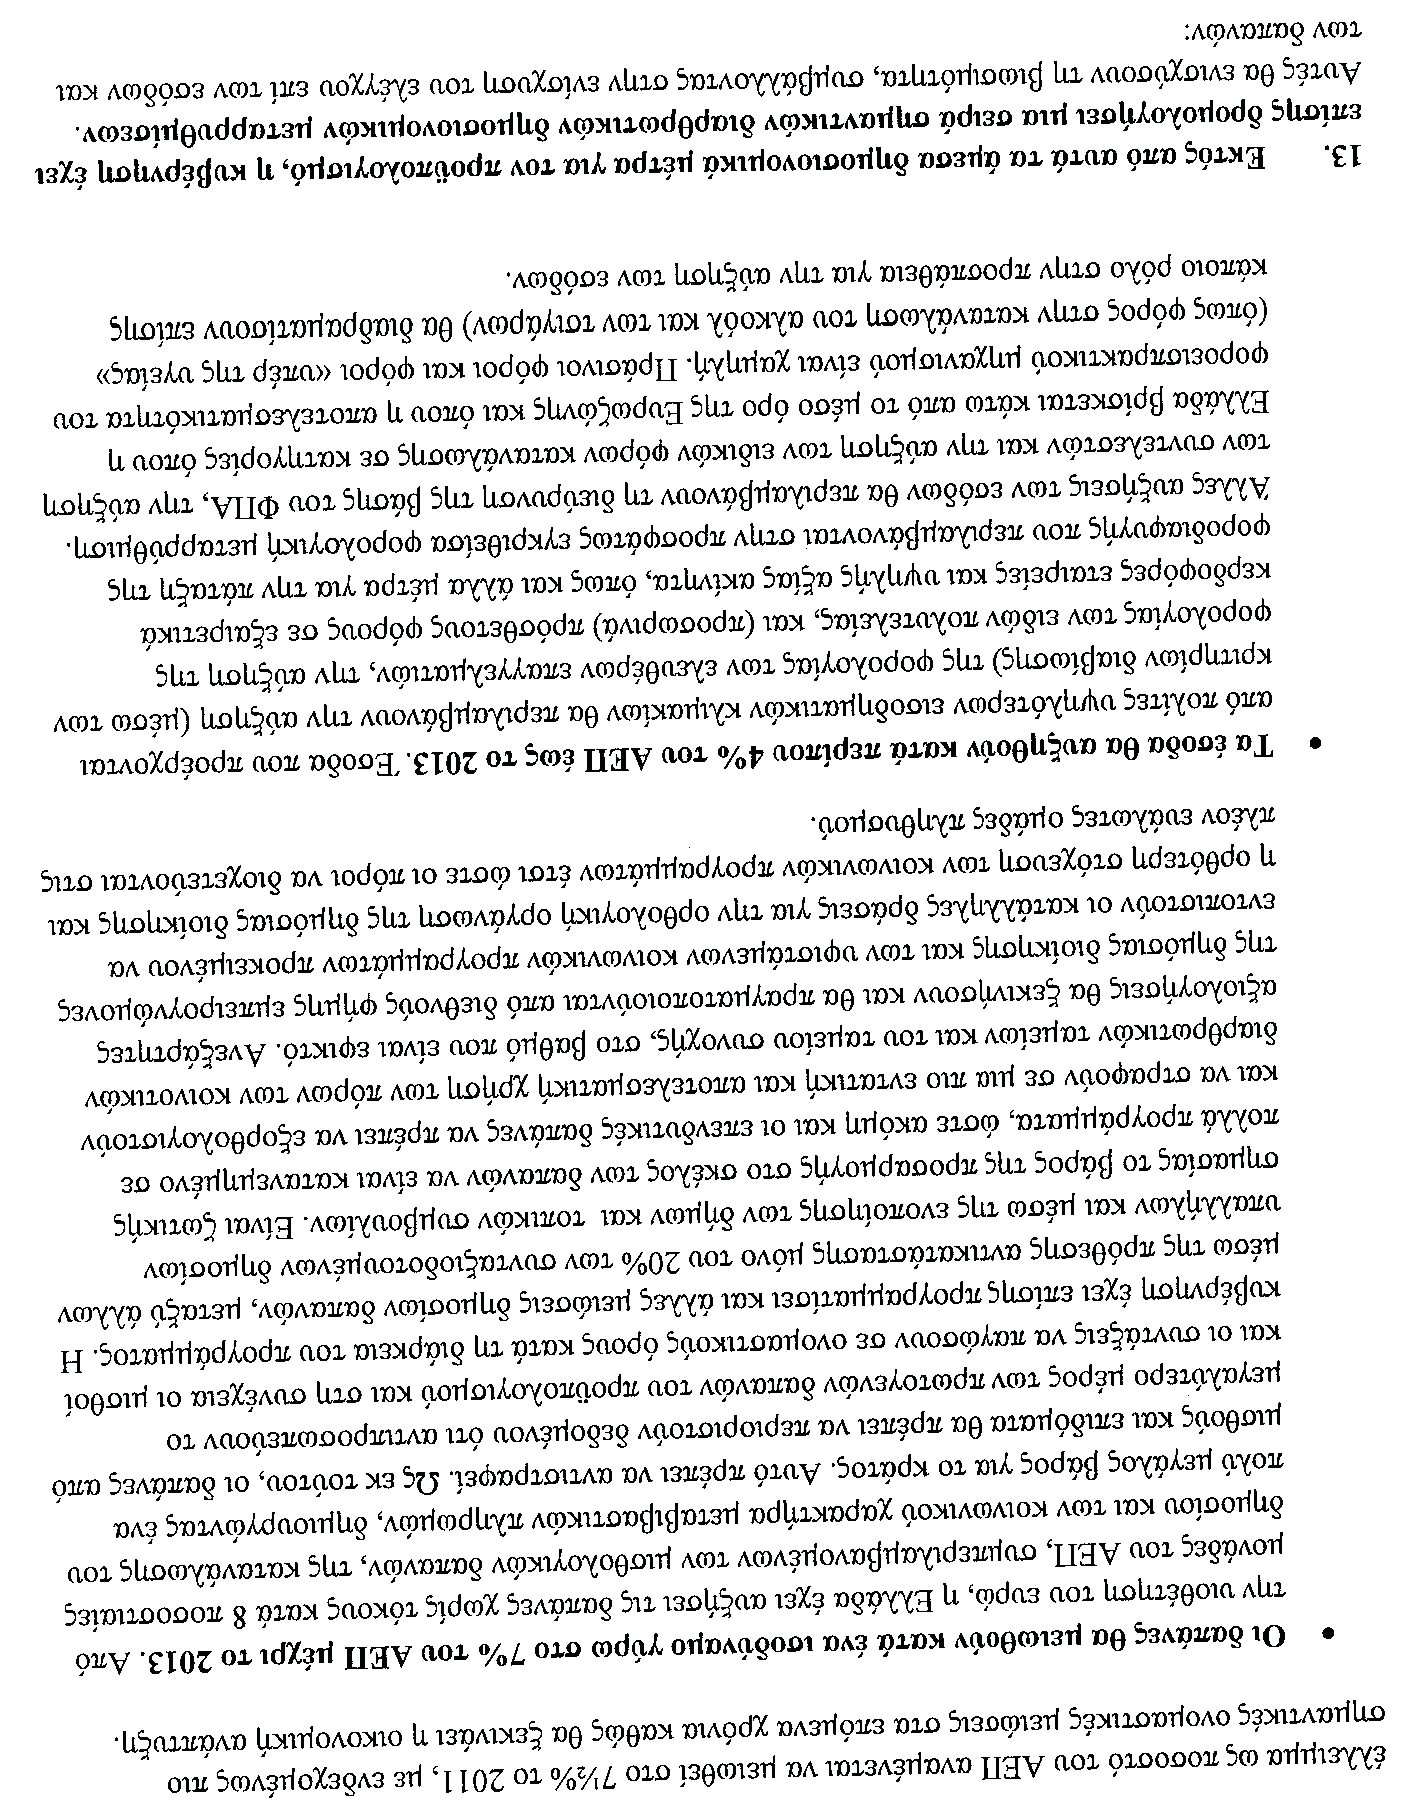 έλλειμμα ως ποσοστό του ΑΕΠ αναμένεται να μειωθεί στο 7½% το 2011, με ενδεχομένως πιο
σημαντικές ονομαστικές μειώσεις στα επόμενα χρόνια καθώς θα ξεκινάει η οικονομική ανάπτυξη.
• Οι δαπάνες θα μειωθούν κατά ένα ισοδύναμο γύρω στο 7% του ΑΕΠ μέχρι το 2013. Από
την υιοθέτηση του ευρώ, η Ελλάδα έχει αυξήσει τις δαπάνες χωρίς τόκους κατά 8 ποσοστιαίες
μονάδες του ΑΕΠ, συμπεριλαμβανομένων των μισθολογικών δαπανών, της κατανάλωσης του
δημοσίου και των κοινωνικού χαρακτήρα μεταβιβαστικών πληρωμών, δημιουργώντας ένα
πολύ μεγάλος βάρος για το κράτος. Αυτό πρέπει να αντιστραφεί. Ως εκ τούτου, οι δαπάνες από
μισθούς και επιδόματα θα πρέπει να περιοριστούν δεδομένου ότι αντιπροσωπεύουν το
μεγαλύτερο μέρος των πρωτογενών δαπανών του προϋπολογισμού και στη συνέχεια οι μισθοί
και οι συντάξεις να παγώσουν σε ονομαστικούς όρους κατά τη διάρκεια του προγράμματος. Η
κυβέρνηση έχει επίσης προγραμματίσει και άλλες μειώσεις δημοσίων δαπανών, μεταξύ άλλων
μέσω της πρόθεσης αντικατάστασης μόνο του 20% των συνταξιοδοτουμένων δημοσίων
υπαλλήλων και μέσω της ενοποίησης των δήμων και τοπικών συμβουλίων. Είναι ζωτικής
σημασίας το βάρος της προσαρμογής στο σκέλος των δαπανών να είναι κατανεμημένο σε
πολλά προγράμματα, ώστε ακόμη και οι επενδυτικές δαπάνες να πρέπει να εξορθολογιστούν
και να στραφούν σε μια πιο εντατική και αποτελεσματική χρήση των πόρων των κοινοτικών
διαρθρωτικών ταμείων και του ταμείου συνοχής, στο βαθμό που είναι εφικτό. Ανεξάρτητες
αξιολογήσεις θα ξεκινήσουν και θα πραγματοποιούνται από διεθνούς φήμης εμπειρογνώμονες
της δημόσιας διοίκησης και των υφιστάμενων κοινωνικών προγραμμάτων προκειμένου να
εντοπιστούν οι κατάλληλες δράσεις για την ορθολογική οργάνωση της δημόσιας διοίκησης και
η ορθότερη στόχευση των κοινωνικών προγραμμάτων έτσι ώστε οι πόροι να διοχετεύονται στις
πλέον ευάλωτες ομάδες πληθυσμού.
• Τα έσοδα θα αυξηθούν κατά περίπου 4% του ΑΕΠ έως το 2013. Έσοδα που προέρχονται
από πολίτες υψηλότερων εισοδηματικών κλιμακίων θα περιλαμβάνουν την αύξηση (μέσω των
κριτηρίων διαβίωσης) της φορολογίας των ελευθέρων επαγγελματιών, την αύξηση της
φορολογίας των ειδών πολυτελείας, και (προσωρινά) πρόσθετους φόρους σε εξαιρετικά
κερδοφόρες εταιρείες και υψηλής αξίας ακίνητα, όπως και άλλα μέτρα για την πάταξη της
φοροδιαφυγής που περιλαμβάνονται στην προσφάτως εγκριθείσα φορολογική μεταρρύθμιση.
Άλλες αυξήσεις των εσόδων θα περιλαμβάνουν τη διεύρυνση της βάσης του ΦΠΑ, την αύξηση
των συντελεστών και την αύξηση των ειδικών φόρων κατανάλωσης σε κατηγορίες όπου η
Ελλάδα βρίσκεται κάτω από το μέσο όρο της Ευρωζώνης και όπου η αποτελεσματικότητα του
φοροεισπρακτικού μηχανισμού είναι χαμηλή. Πράσινοι φόροι και φόροι «υπέρ της υγείας»
(όπως φόρος στην κατανάλωση του αλκοόλ και των τσιγάρων) θα διαδραματίσουν επίσης
κάποιο ρόλο στην προσπάθεια για την αύξηση των εσόδων.
13. Εκτός από αυτά τα άμεσα δημοσιονομικά μέτρα για τον προϋπολογισμό, η κυβέρνηση έχει
επίσης δρομολογήσει μια σειρά σημαντικών διαρθρωτικών δημοσιονομικών μεταρρυθμίσεων.
Αυτές θα ενισχύσουν τη βιωσιμότητα, συμβάλλοντας στην ενίσχυση του ελέγχου επί των εσόδων και
των δαπανών: